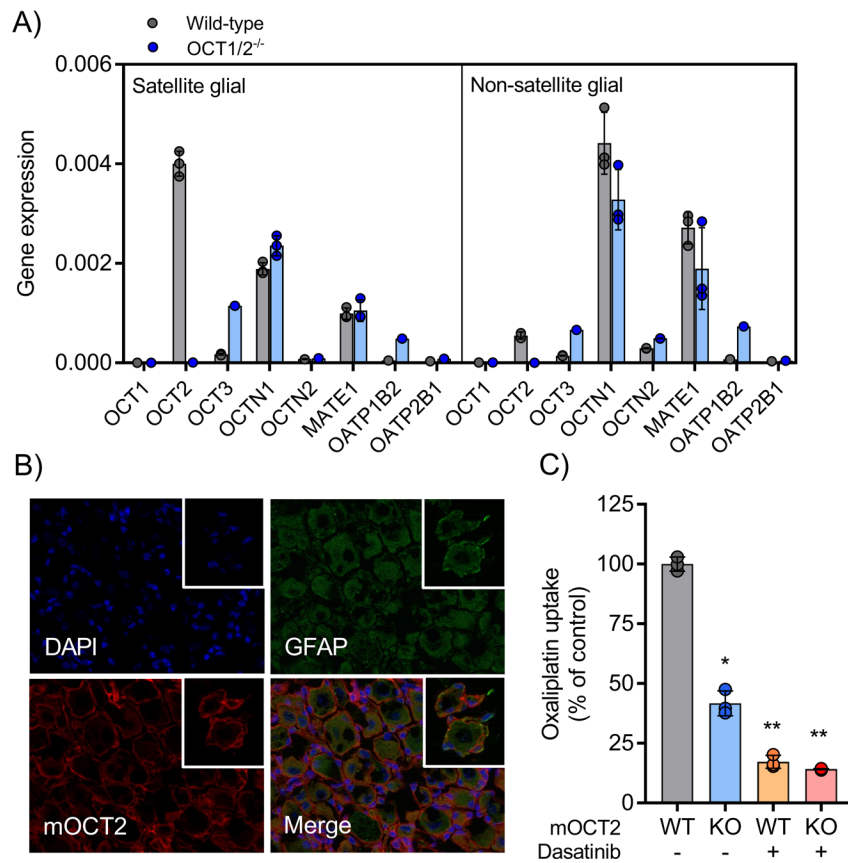 A)
Wild-type
OCT1/2-/-
0.006
0.004
0.002
0.000
Gene expression
Satellite glial
Non-satellite glial
OCT1
OCT2
OCT3
OCTN1
OCTN2
MATE1
OATP1B2
OATP2B1
OCT1
OCT2
OCT3
OCTN1
OCTN2
MATE1
OATP1B2
OATP2B1
B)
DAPI
GFAP
mOCT2
Merge
C)
125
100
75
50
25
0
Oxaliplatin uptake
(% of control)
*
**
**
mOCT2 WT KO WT KO
Dasatinib - - + +